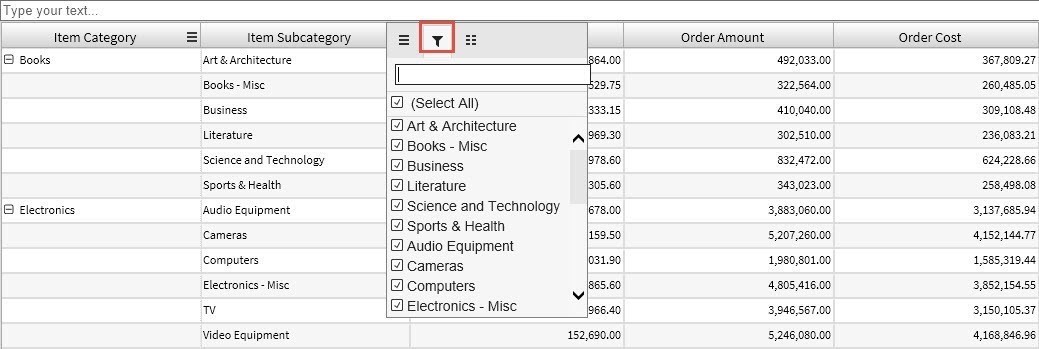 Type your text...
Item Category Item Subcategory Order Amount Order Cost
Books Art & Architecture 864.00 492,033.00 367,809.27
Books - Misc 529.75 322,564.00 260,485.05
(Select All)
Business 333.15 410,040.00 309,108.48
Art & Architecture
Literature 969.30 302,510.00 236,083.21
Books - Misc
Business
Science and Technology 978.60 832,472.00 624,228.66
Literature
Sports & Health 305.60 343,023.00 258,498.08
Science and Technology
Electronics Audio Equipment 678.00 3,883,060.00 3,137,685.94
Sports & Health
Cameras 159.50 5,207,260.00 4,152,144.77
Audio Equipment
Computers 031.90 1,980,801.00 1,585,319.44
Cameras
Computers
Electronics - Misc 865.60 4,805,416.00 3,852,154.55
Electronics - Misc
TV 966.40 3,946,567.00 3,150,105.37
Video Equipment 152,690.00 5,246,080.00 4,168,846.96